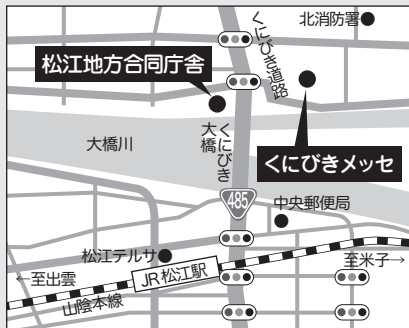 北消防署
くにびき道路
松江地方合同庁舎
大橋川
くにびき
大橋
くにびきメッセ
485
中央郵便局
松江テルサ
JR松江駅
←至出雲
至米子→
山陰本線